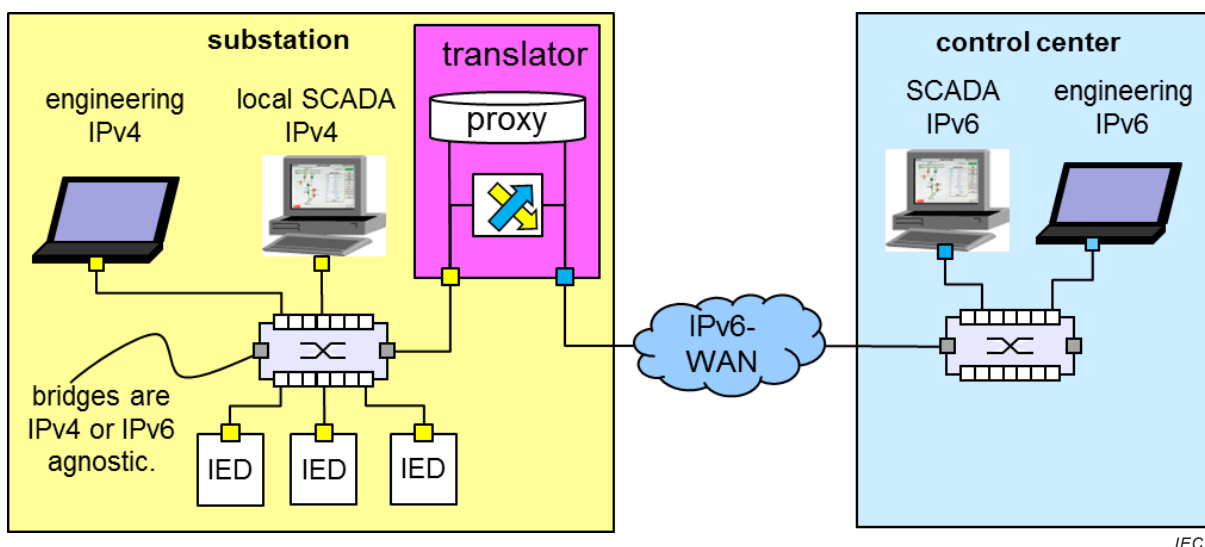 substation
translator
proxy
engineering
IPv4
local SCADA
IPv4
bridges are
IPv4 or IPv6
agnostic.
IED
IED
IED
IPv6-
WAN
control center
SCADA
IPv6
engineering
IPv6
IEC